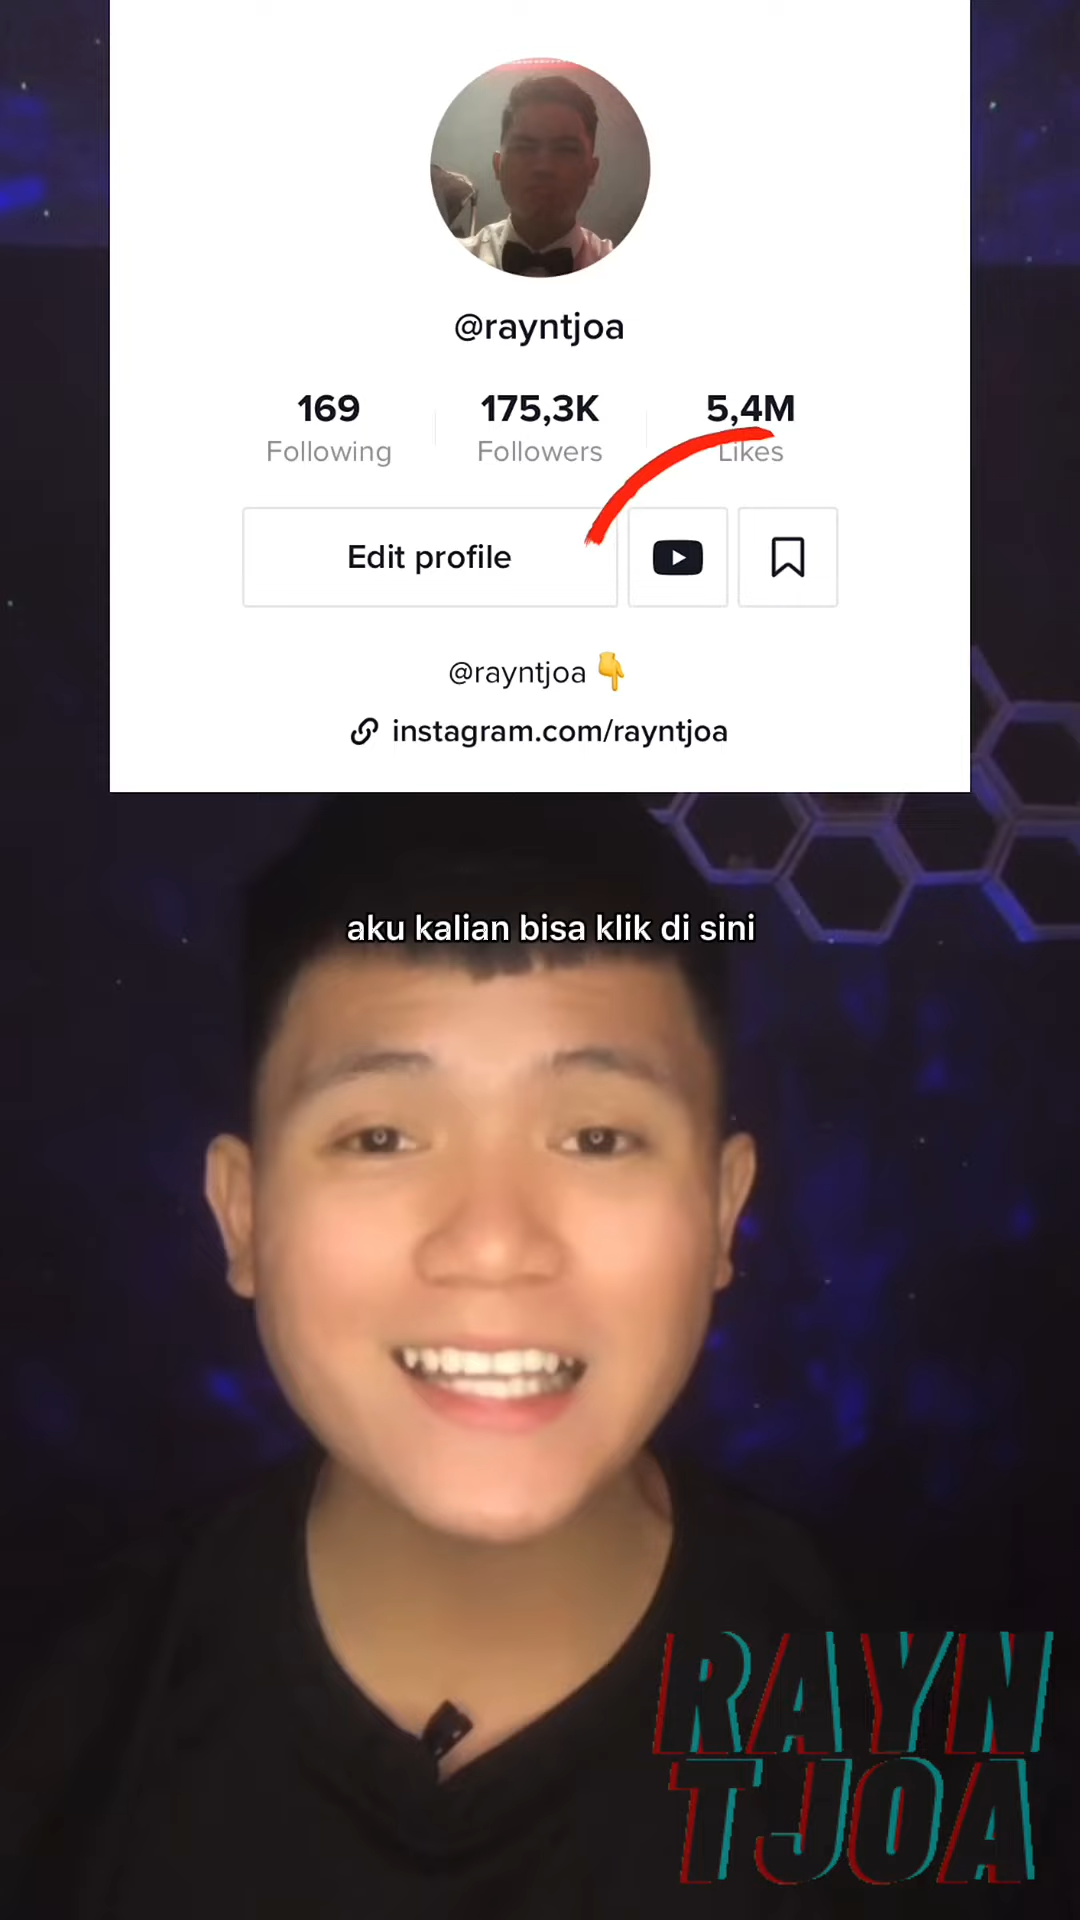 @rayntjoa
169 175,3K 5,4M
Following Followers Likes
Edit profile
@rayntjoa 👇
instagram.com/rayntjoa
aku kalian bisa klik di sini
RAYN
TJOA